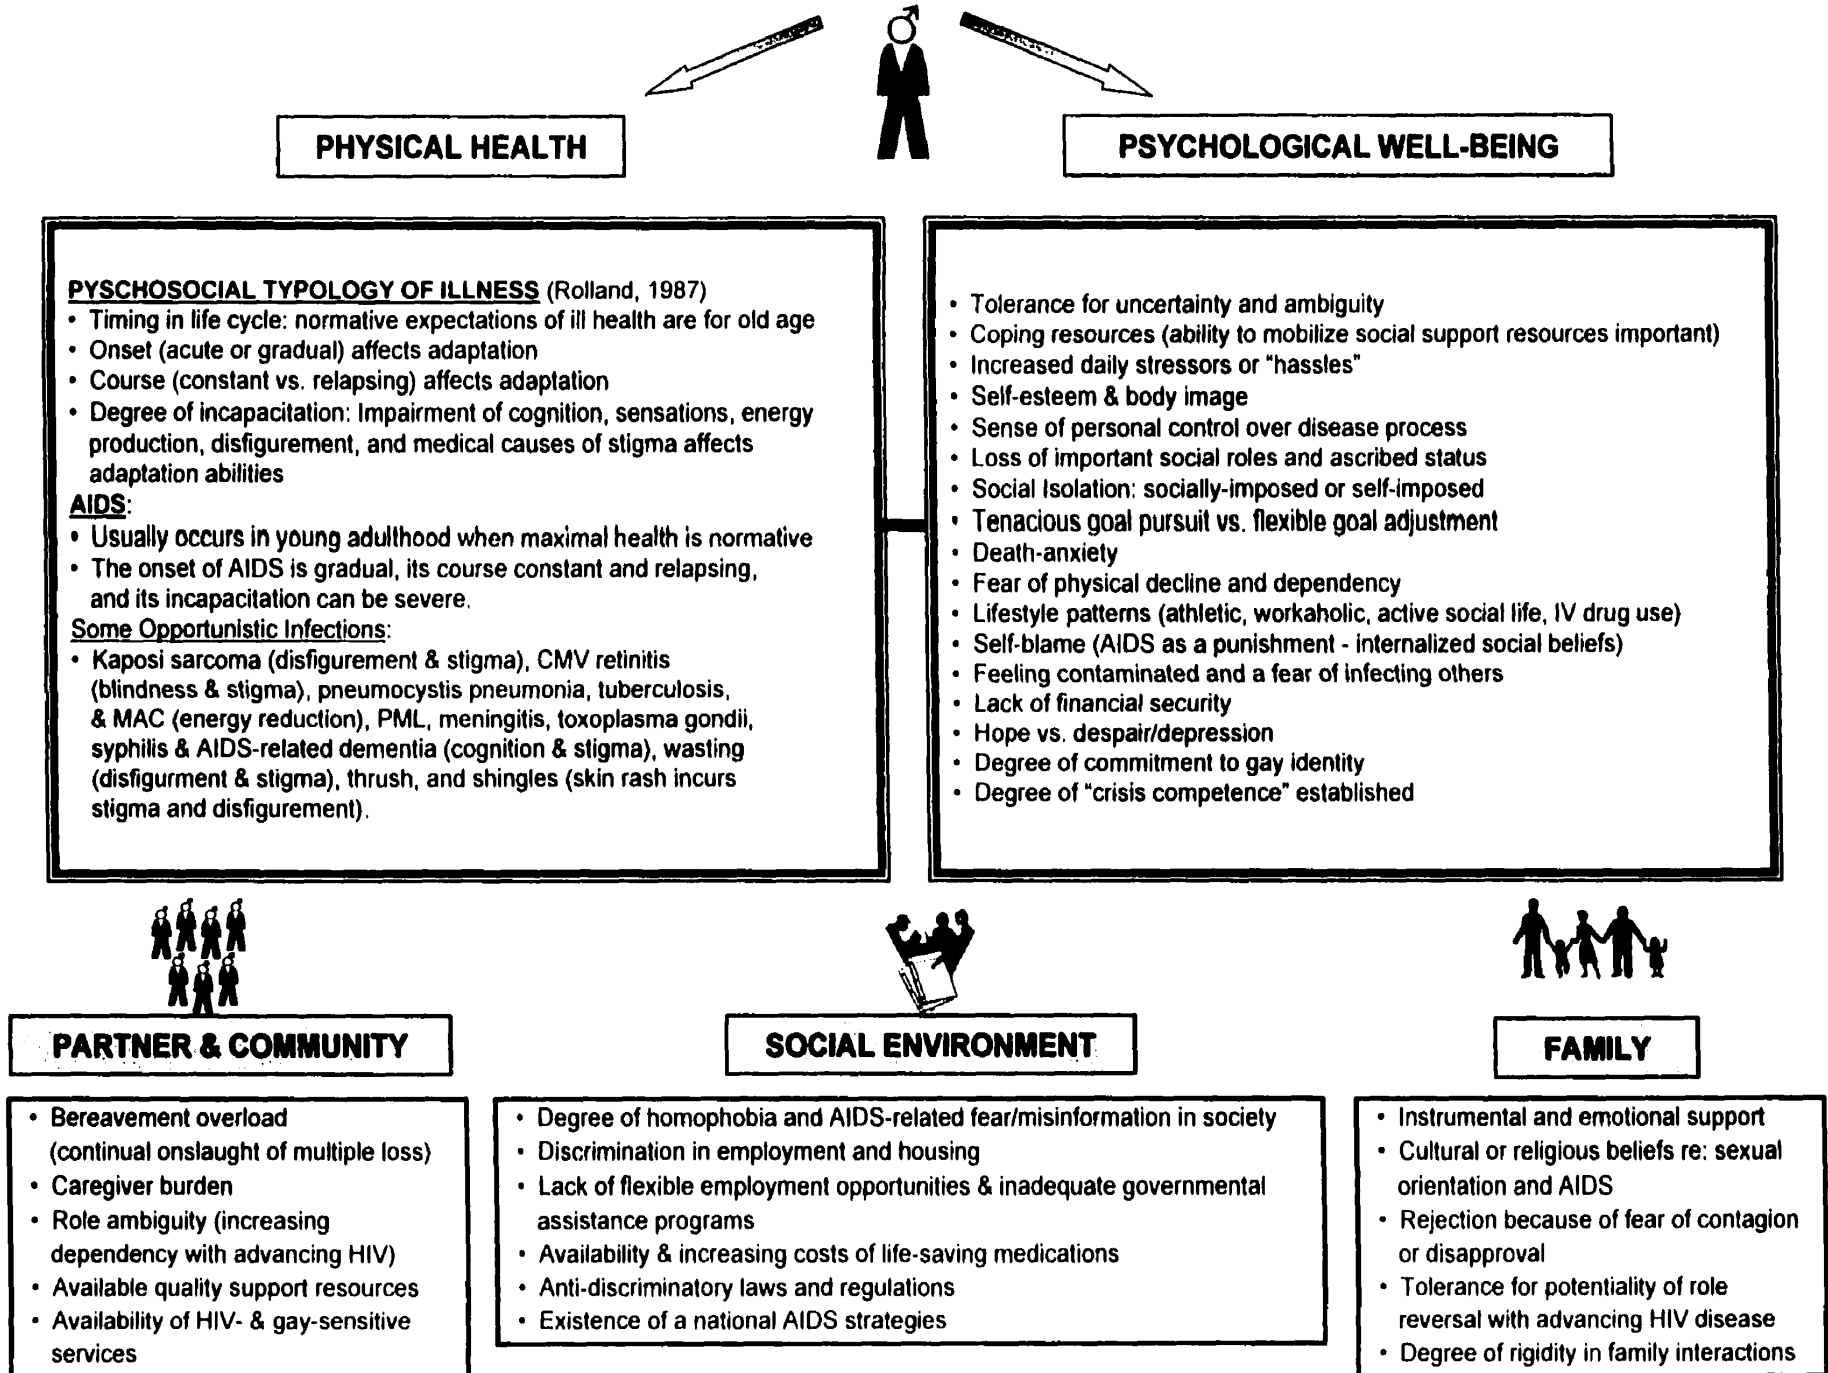 PHYSICAL HEALTH
PSYCHOLOGICAL WELL-BEING
PYSCHOSOCIAL TYPOLOGY OF ILLNESS (Rolland, 1987)
• Timing in life cycle: normative expectations of ill health are for old age
• Onset (acute or gradual) affects adaptation
• Course (constant vs. relapsing) affects adaptation
• Degree of incapacitation: Impairment of cognition, sensations, energy
production, disfigurement, and medical causes of stigma affects
adaptation abilities
AIDS:
• Usually occurs in young adulthood when maximal health is normative
• The onset of AIDS is gradual, its course constant and relapsing,
and its incapacitation can be severe.
Some Opportunistic Infections:
• Kaposi sarcoma (disfigurement & stigma), CMV retinitis
(blindness & stigma), pneumocystis pneumonia, tuberculosis,
& MAC (energy reduction), PML, meningitis, toxoplasma gondii,
syphilis & AIDS-related dementia (cognition & stigma), wasting
(disfigurment & stigma), thrush, and shingles (skin rash incurs
stigma and disfigurement).
• Tolerance for uncertainty and ambiguity
• Coping resources (ability to mobilize social support resources important)
• Increased daily stressors or "hassles"
• Self-esteem & body image
• Sense of personal control over disease process
• Loss of important social roles and ascribed status
• Social Isolation: socially-imposed or self-imposed
• Tenacious goal pursuit vs. flexible goal adjustment
• Death-anxiety
• Fear of physical decline and dependency
• Lifestyle patterns (athletic, workaholic, active social life, IV drug use)
• Self-blame (AIDS as a punishment - internalized social beliefs)
• Feeling contaminated and a fear of infecting others
• Lack of financial security
• Hope vs. despair/depression
• Degree of commitment to gay identity
• Degree of "crisis competence" established
PARTNER & COMMUNITY
• Bereavement overload
(continual onslaught of multiple loss)
• Caregiver burden
• Role ambiguity (increasing
dependency with advancing HIV)
• Available quality support resources
• Availability of HIV- & gay-sensitive
services
SOCIAL ENVIRONMENT
• Degree of homophobia and AIDS-related fear/misinformation in society
• Discrimination in employment and housing
• Lack of flexible employment opportunities & inadequate governmental
assistance programs
• Availability & increasing costs of life-saving medications
• Anti-discriminatory laws and regulations
• Existence of a national AIDS strategies
FAMILY
• Instrumental and emotional support
• Cultural or religious beliefs re: sexual
orientation and AIDS
• Rejection because of fear of contagion
or disapproval
• Tolerance for potentiality of role
reversal with advancing HIV disease
• Degree of rigidity in family interactions